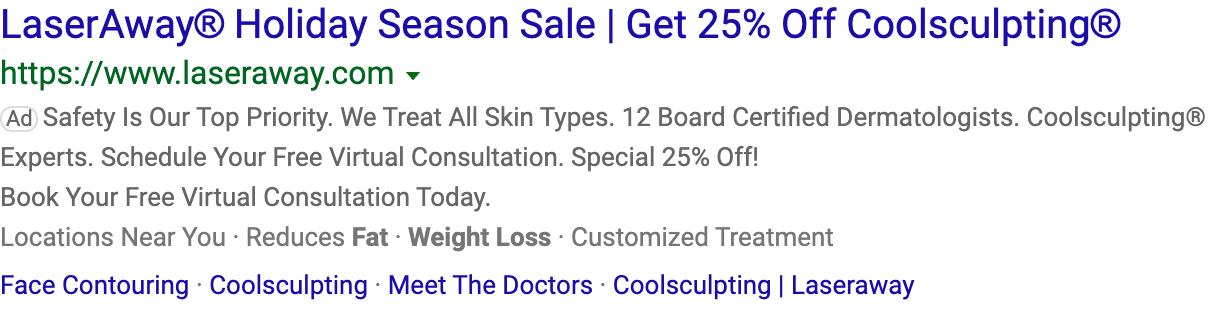 LaserAway® Holiday Season Sale | Get 25% Off Coolsculpting®
https://www.laseraway.com
Ad Safety Is Our Top Priority. We Treat All Skin Types. 12 Board Certified Dermatologists. Coolsculpting®
Experts. Schedule Your Free Virtual Consultation. Special 25% Off!
Book Your Free Virtual Consultation Today.
Locations Near You · Reduces Fat · Weight Loss · Customized Treatment
Face Contouring · Coolsculpting · Meet The Doctors · Coolsculpting | Laseraway